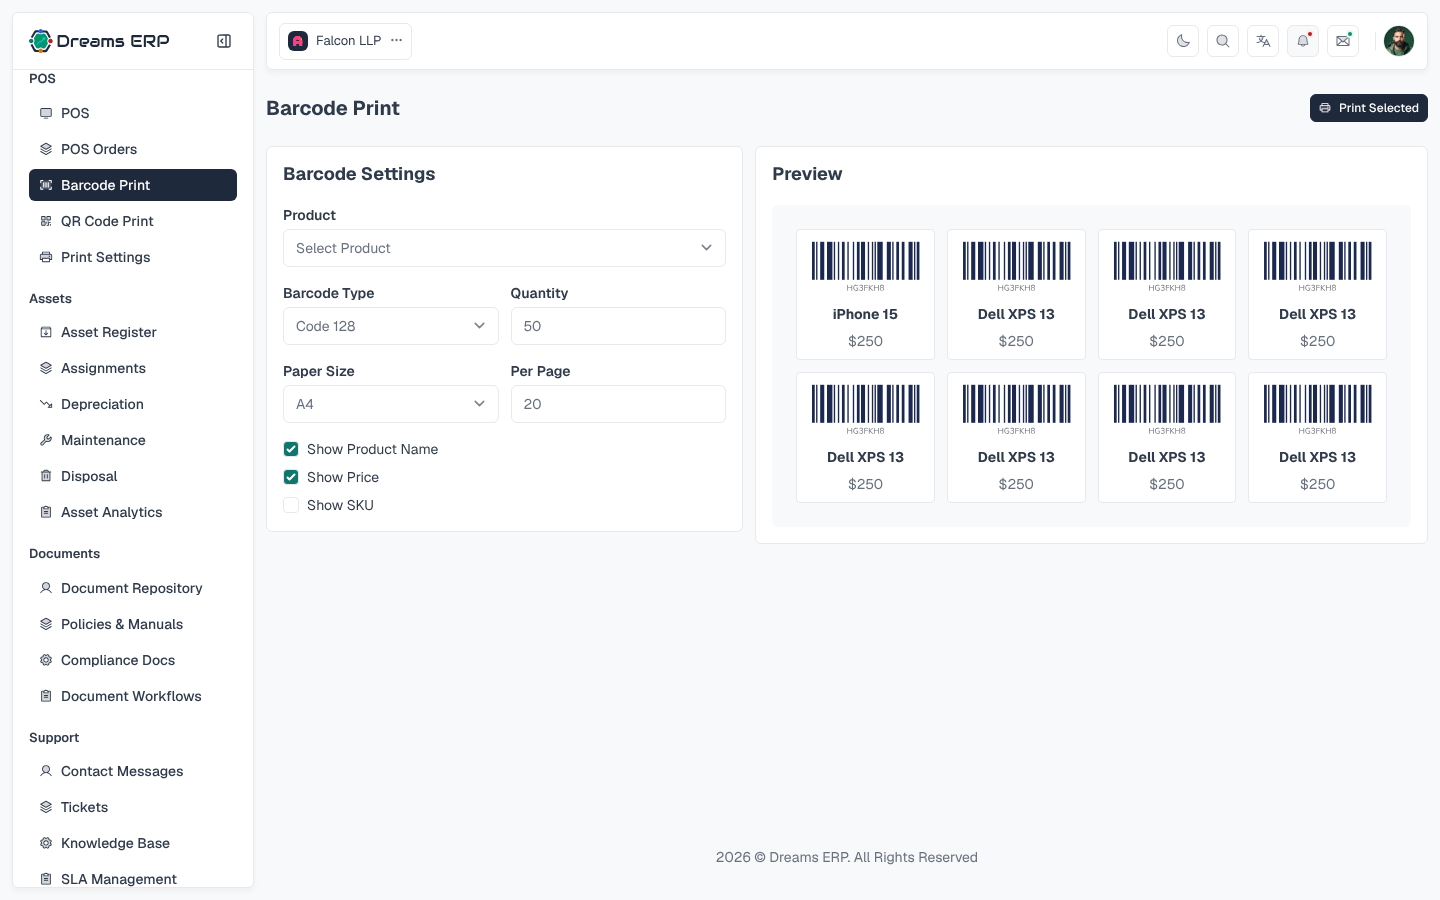 Dreams ERP
POS
POS
POS Orders
Barcode Print
QR Code Print
Print Settings
Assets
Asset Register
Assignments
Depreciation
Maintenance
Disposal
Asset Analytics
Documents
Document Repository
Policies & Manuals
Compliance Docs
Document Workflows
Support
Contact Messages
Tickets
Knowledge Base
SLA Management
Falcon LLP
Barcode Print
Print Selected
Barcode Settings
Product
Select Product
Barcode Type Quantity
Code 128 50
Paper Size Per Page
A4 20
Show Product Name
Show Price
Show SKU
Preview
HG3FKH8 HG3FKH8 HG3FKH8 HG3FKH8
iPhone 15 Dell XPS 13 Dell XPS 13 Dell XPS 13
$250 $250 $250 $250
HG3FKH8 HG3FKH8 HG3FKH8 HG3FKH8
Dell XPS 13 Dell XPS 13 Dell XPS 13 Dell XPS 13
$250 $250 $250 $250
2026 © Dreams ERP. All Rights Reserved